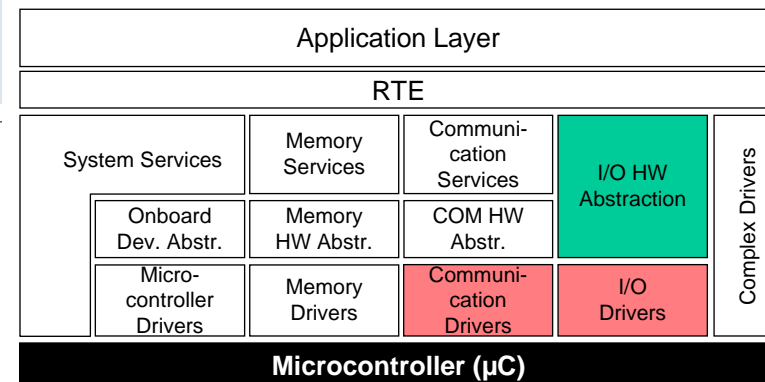 Application Layer
RTE
System Services
Memory
Services
Communi-
cation
Services
I/O HW
Abstraction
Complex Drivers
Onboard
Dev. Abstr.
Memory
HW Abstr.
COM HW
Abstr.
Micro-
controller
Drivers
Memory
Drivers
Communi-
cation
Drivers
I/O
Drivers
Microcontroller (µC)